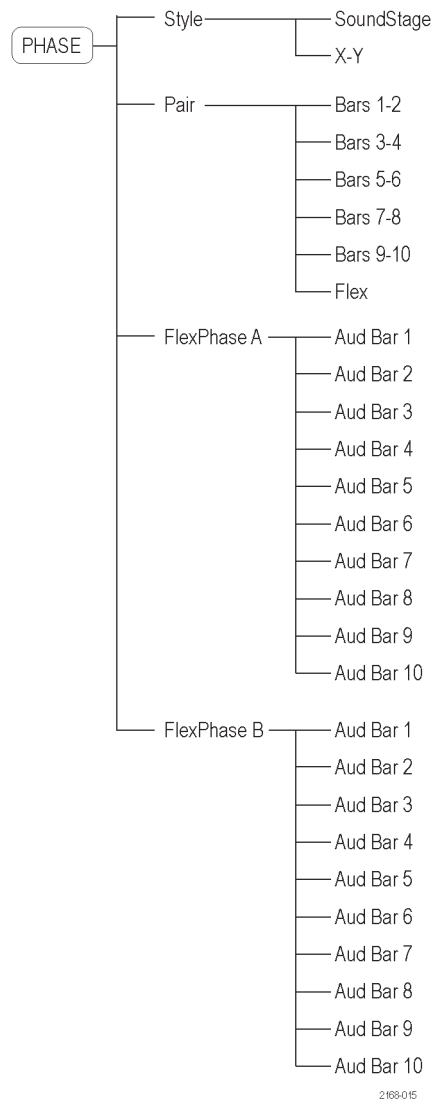 PHASE
Style
SoundStage
X-Y
Pair
Bars 1-2
Bars 3-4
Bars 5-6
Bars 7-8
Bars 9-10
Flex
FlexPhase A
Aud Bar 1
Aud Bar 2
Aud Bar 3
Aud Bar 4
Aud Bar 5
Aud Bar 6
Aud Bar 7
Aud Bar 8
Aud Bar 9
Aud Bar 10
FlexPhase B
Aud Bar 1
Aud Bar 2
Aud Bar 3
Aud Bar 4
Aud Bar 5
Aud Bar 6
Aud Bar 7
Aud Bar 8
Aud Bar 9
Aud Bar 10
2168-015